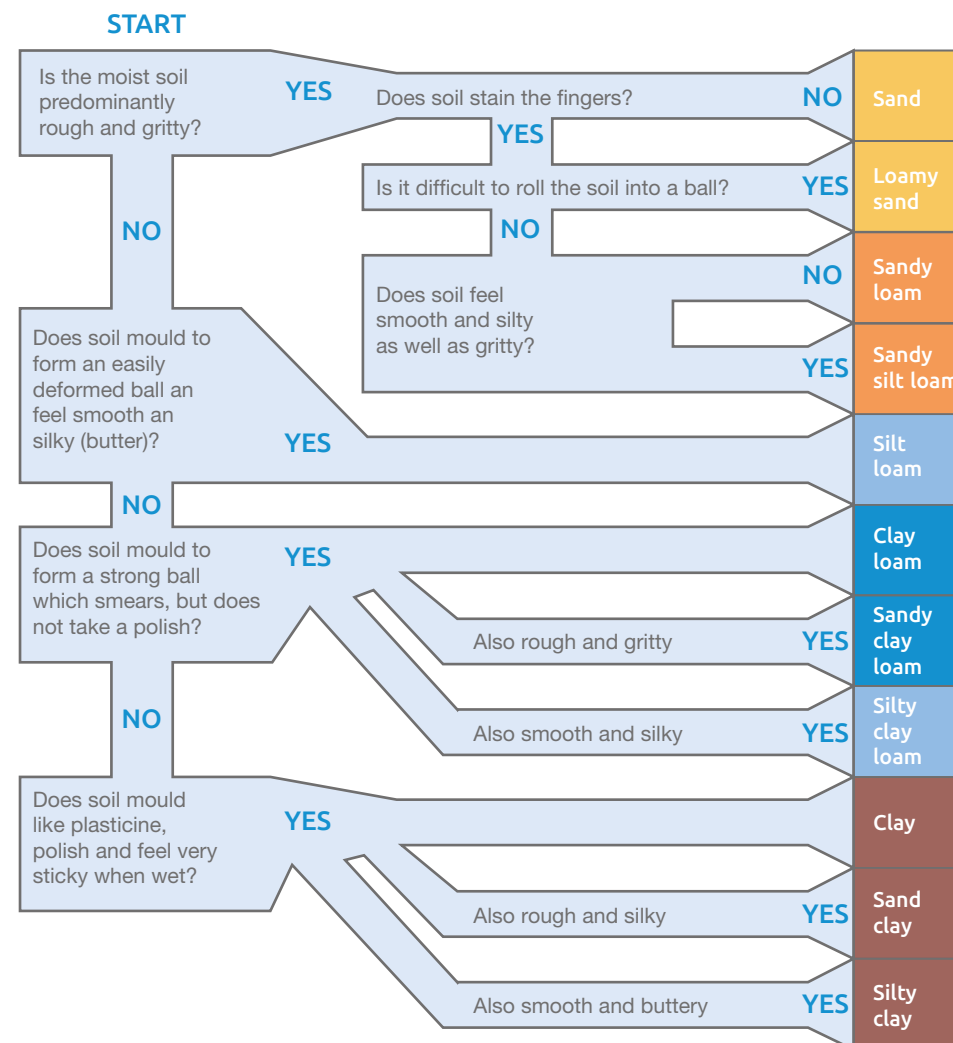 START
Is the moist soil
predominantly
rough and gritty?
YES
Does soil stain the fingers?
NO
Sand
YES
Is it difficult to roll the soil into a ball?
YES
Loamy
sand
NO
NO
Does soil feel
smooth and silty
as well as gritty?
NO
Sandy
loam
YES
Sandy
silt loam
Does soil mould to
form an easily
deformed ball an
feel smooth an
silky (butter)?
YES
Silt
loam
NO
Does soil mould to
form a strong ball
which smears, but does
not take a polish?
YES
Clay
loam
Also rough and gritty
YES
Sandy
clay
loam
Also smooth and silky
YES
Silty
clay
loam
NO
Does soil mould
like plasticine,
polish and feel very
sticky when wet?
YES
Clay
Also rough and silky
YES
Sand
clay
Also smooth and buttery
YES
Silty
clay